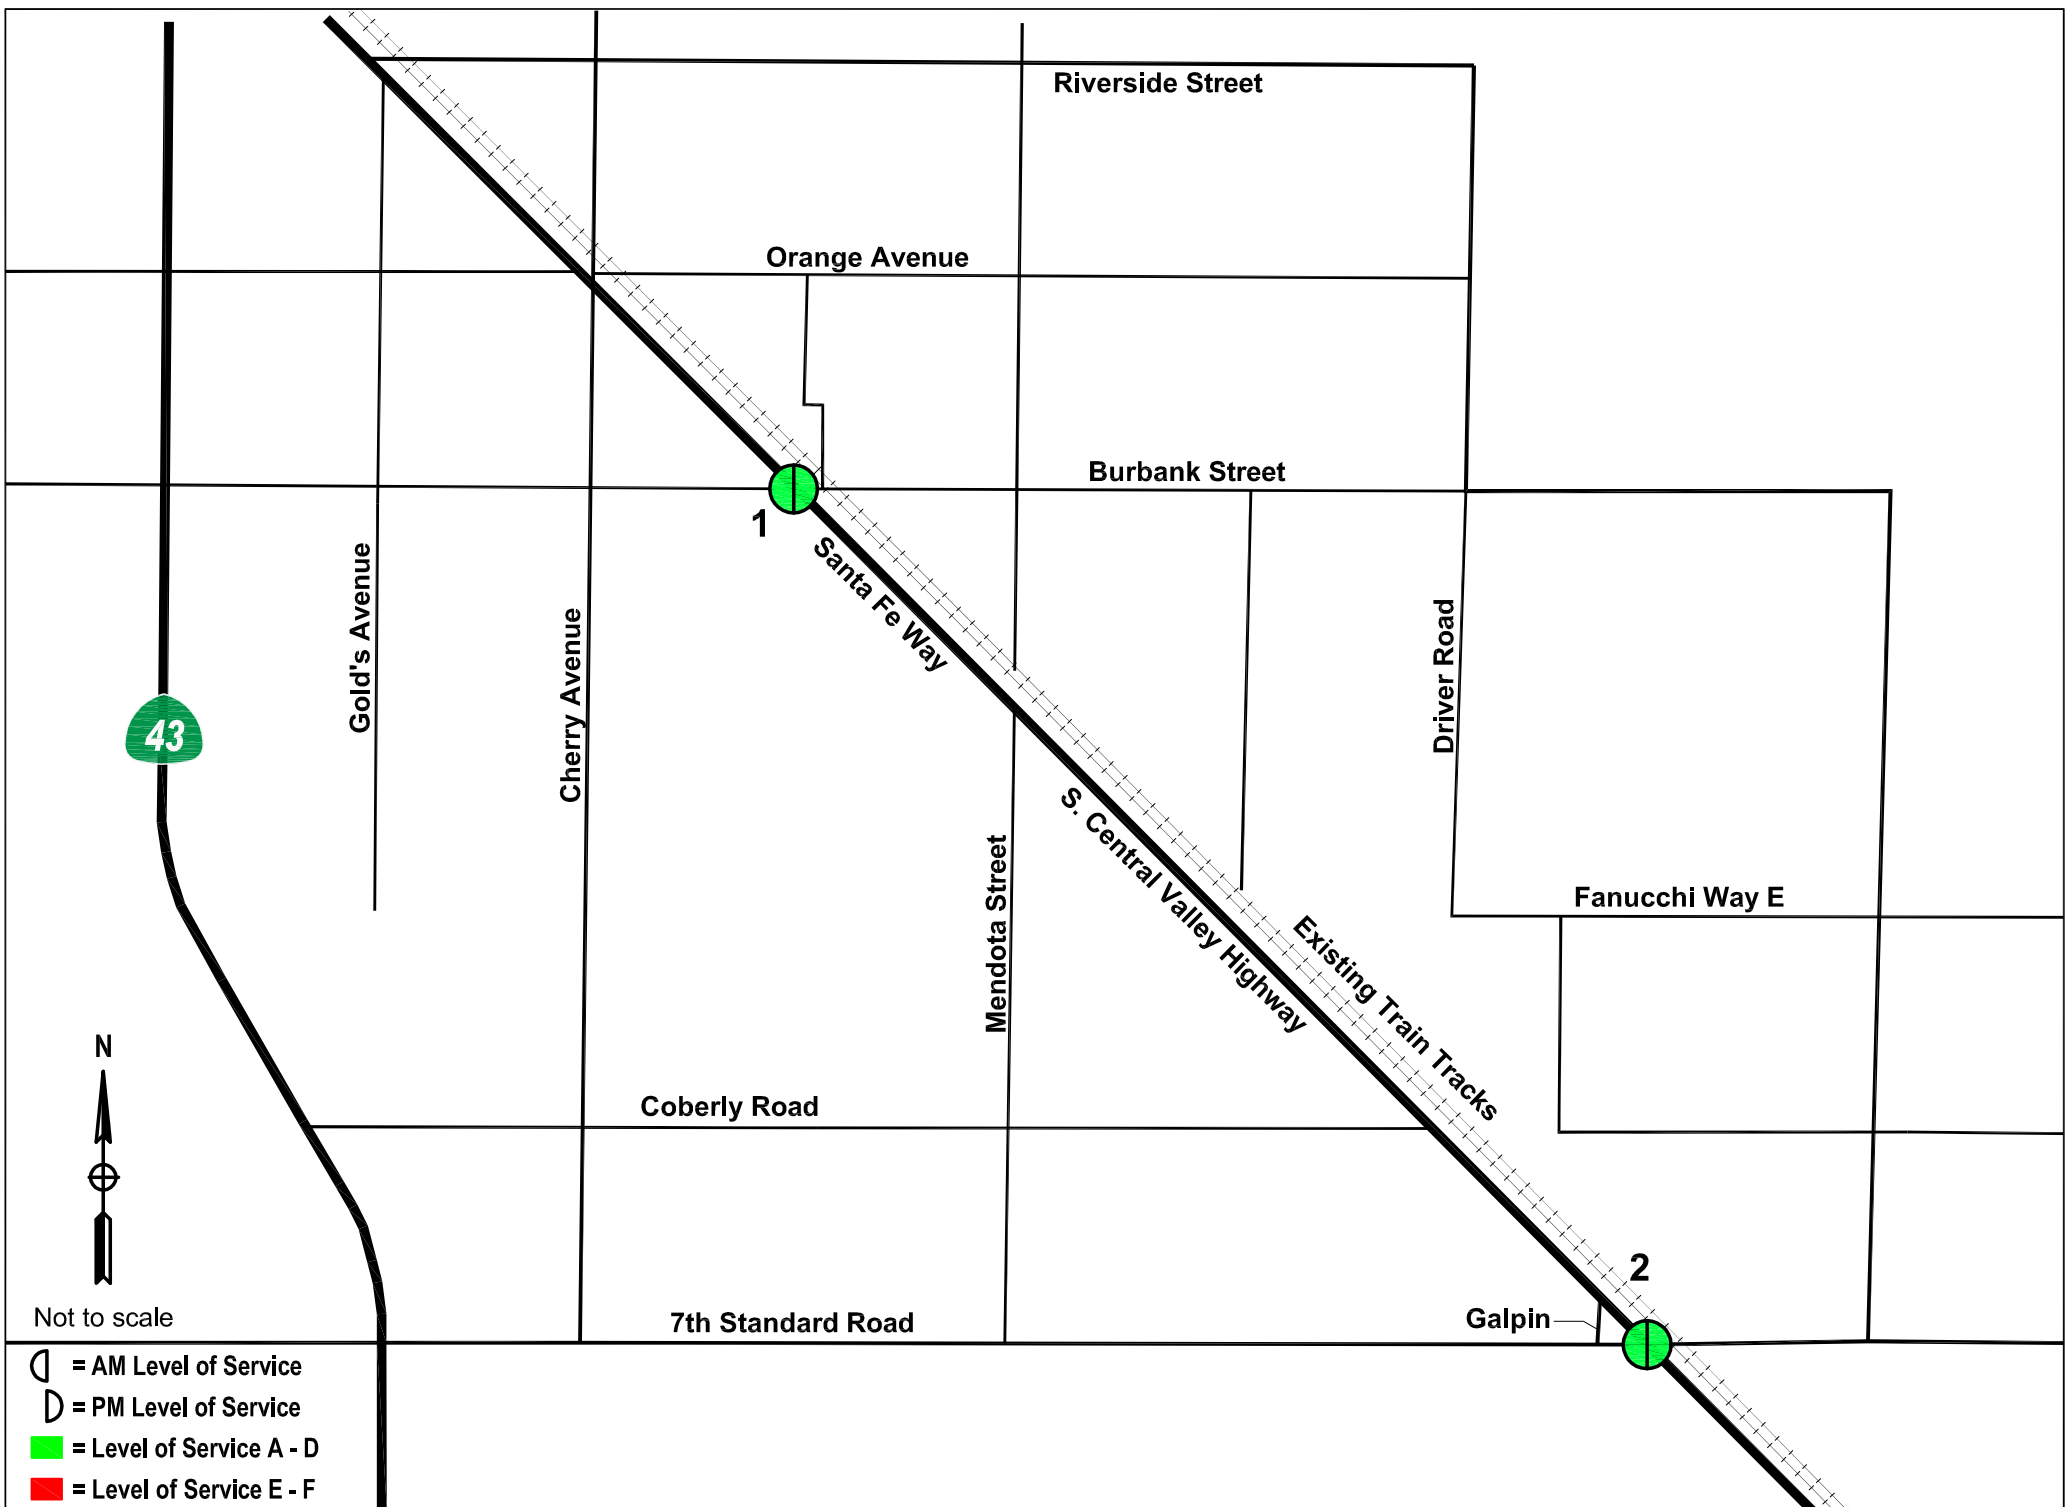 Riverside Street
Orange Avenue
Burbank Street
1
Santa Fe Way
Gold's Avenue
Cherry Avenue
Driver Road
43
S. Central Valley Highway
Mendota Street
Fanucchi Way E
Existing Train Tracks
N
Coberly Road
2
Not to scale
7th Standard Road
Galpin
= AM Level of Service
= PM Level of Service
= Level of Service A - D
= Level of Service E - F